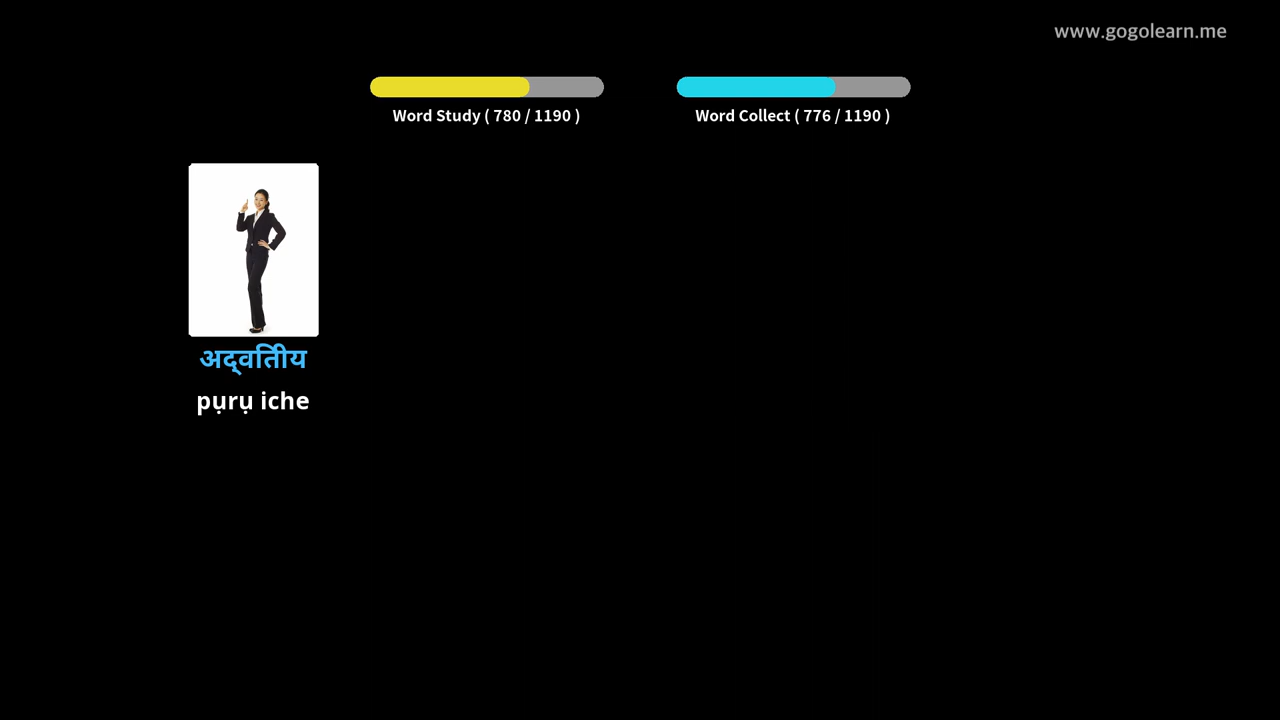 www.gogolearn.me
Word Study ( 780 / 1190 )
Word Collect ( 776 / 1190 )
अद्वितीय
pụrụ iche